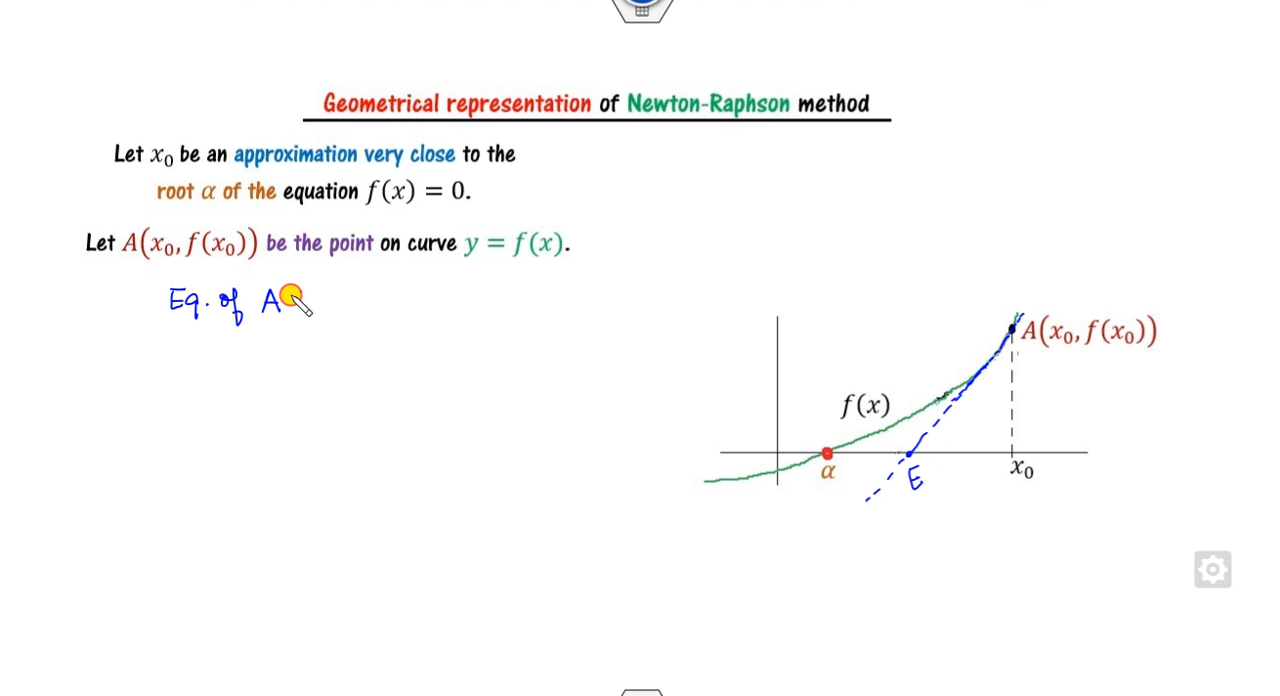 Geometrical representation of Newton-Raphson method
Let x₀ be an approximation very close to the
root α of the equation f(x) = 0.
Let A(x₀, f(x₀)) be the point on curve y = f(x).
Eq. of A
A(x₀, f(x₀))
f(x)
α
E
x₀